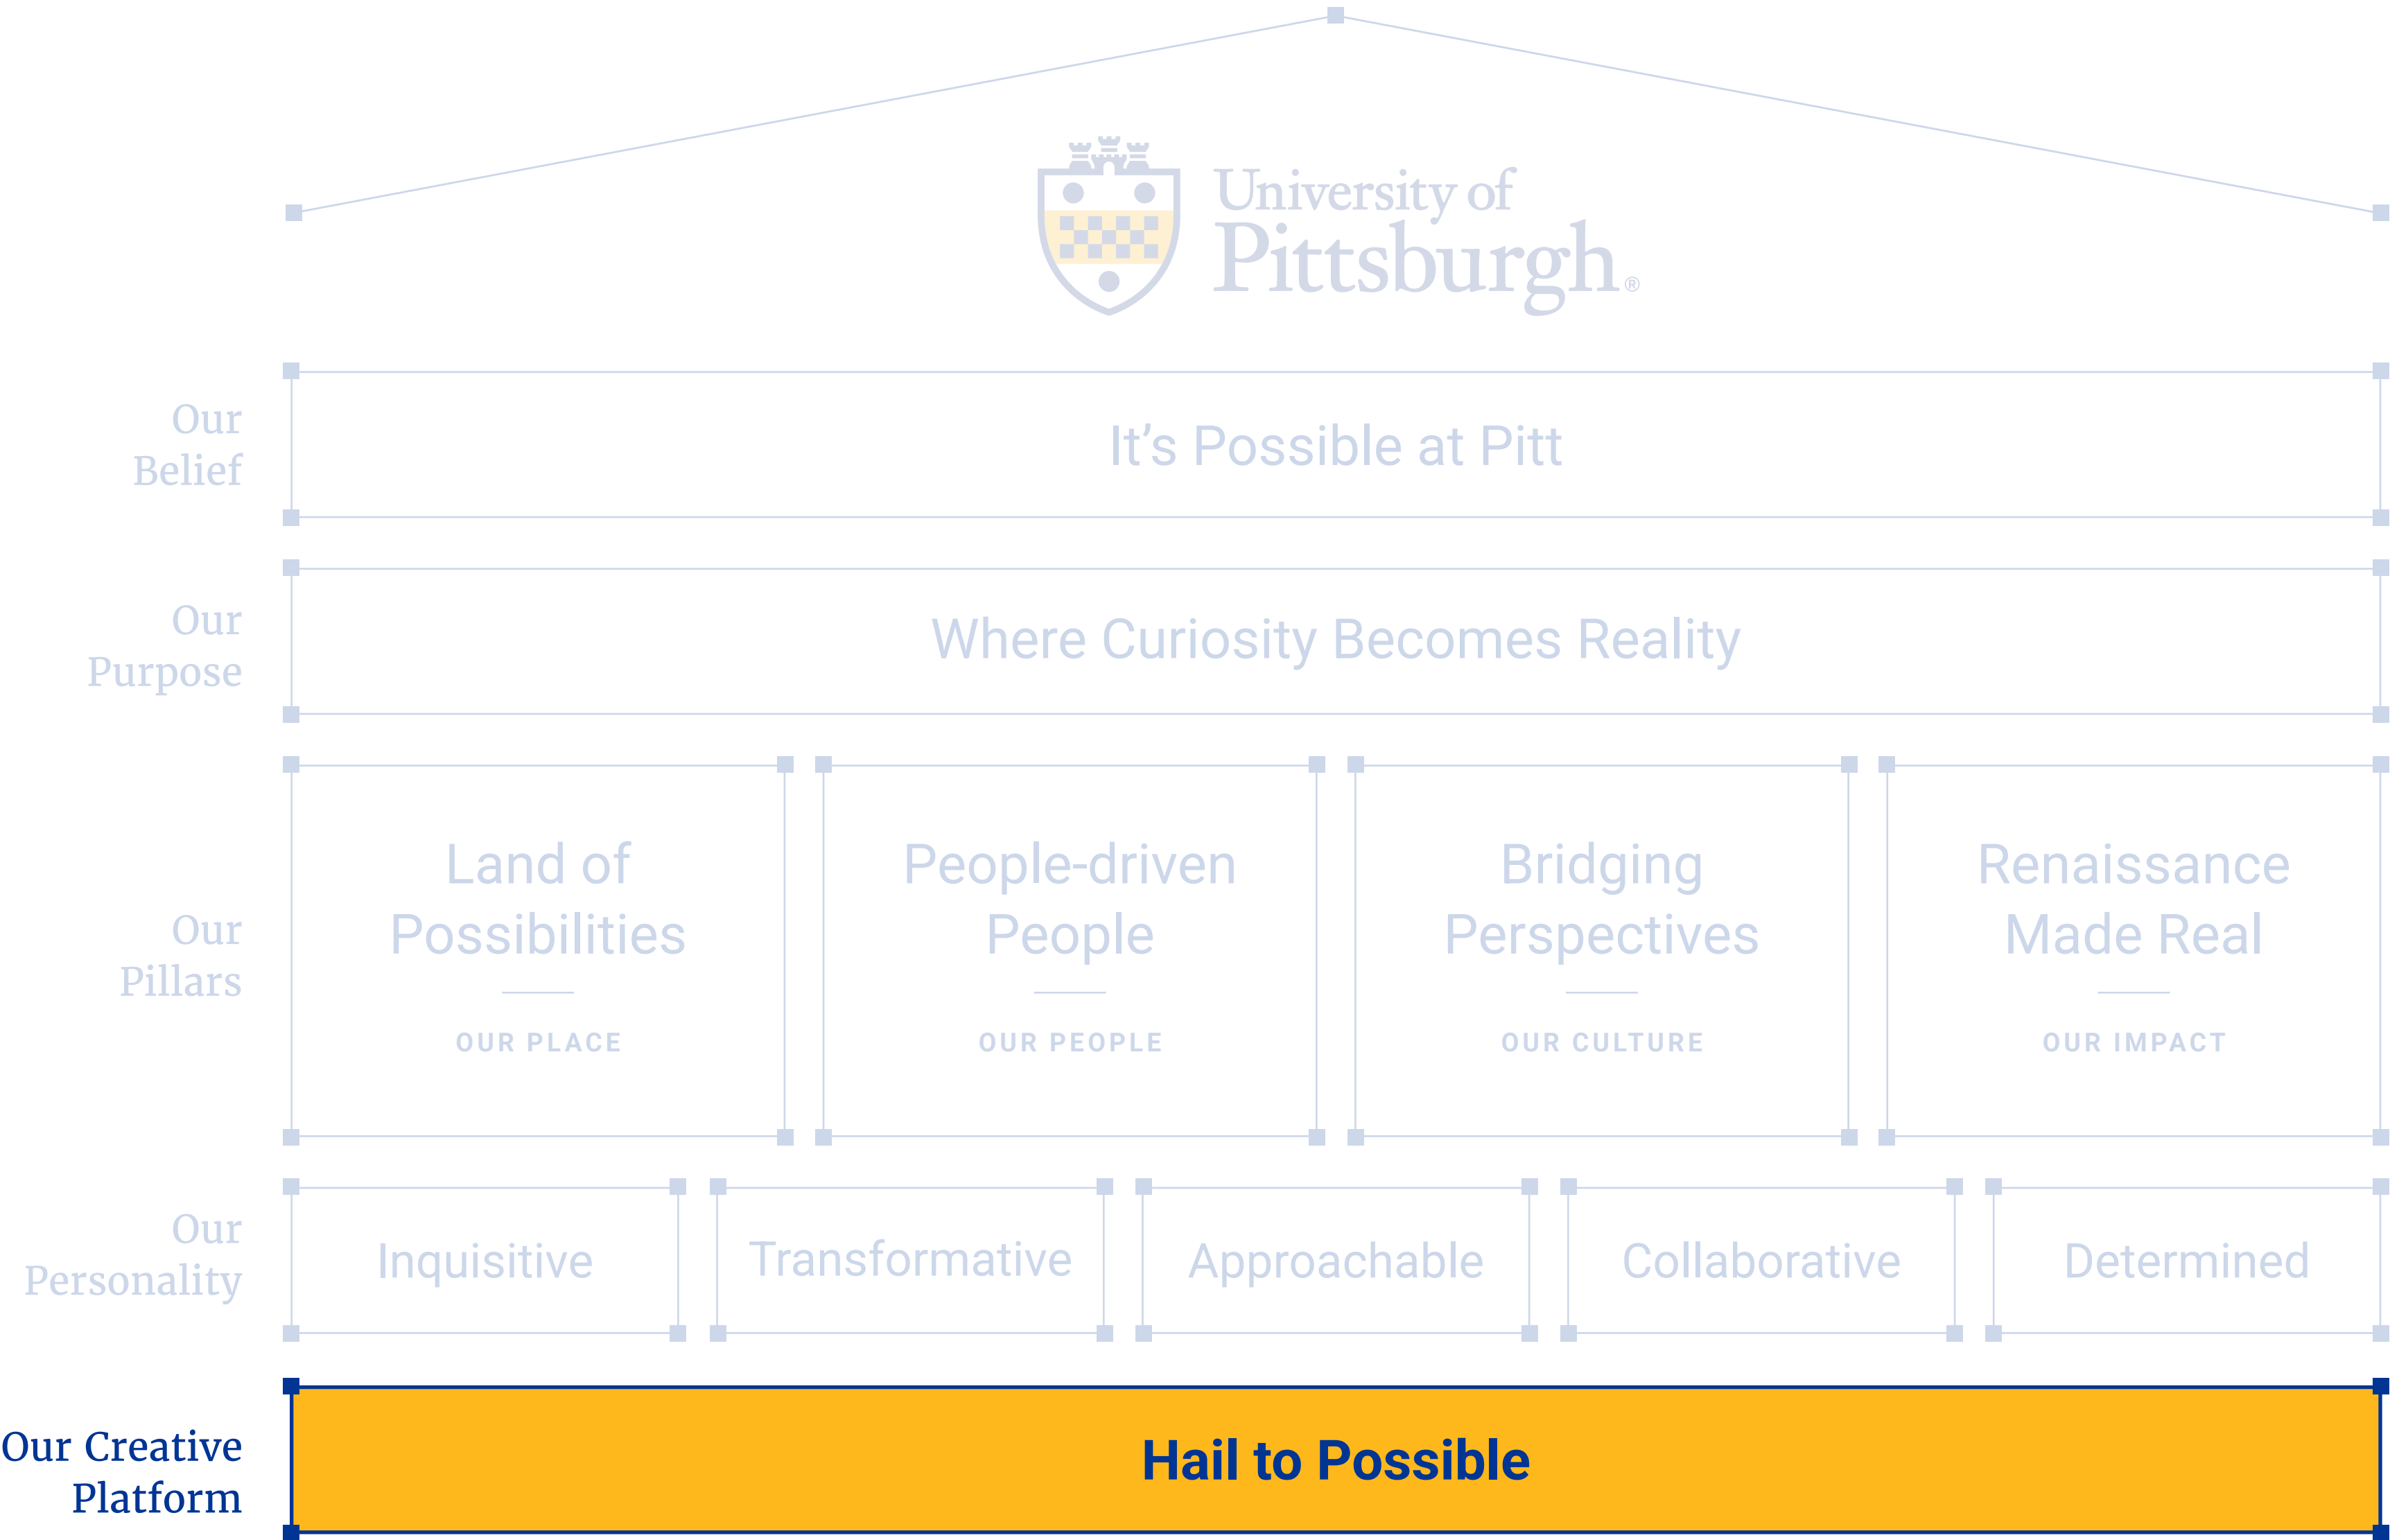 University of
Pittsburgh®
Our
Belief
It’s Possible at Pitt
Our
Purpose
Where Curiosity Becomes Reality
Our
Pillars
Land of
Possibilities
OUR PLACE
People-driven
People
OUR PEOPLE
Bridging
Perspectives
OUR CULTURE
Renaissance
Made Real
OUR IMPACT
Our
Personality
Inquisitive
Transformative
Approachable
Collaborative
Determined
Our Creative
Platform
Hail to Possible